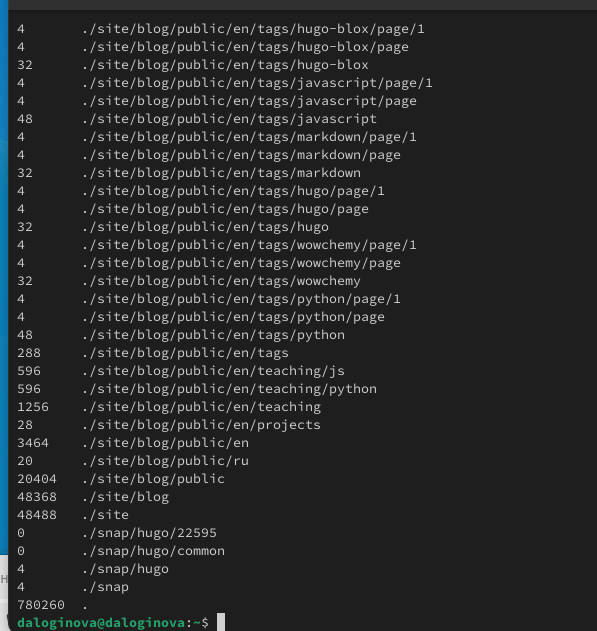 4 ./site/blog/public/en/tags/hugo-blox/page/1
4 ./site/blog/public/en/tags/hugo-blox/page
32 ./site/blog/public/en/tags/hugo-blox
4 ./site/blog/public/en/tags/javascript/page/1
4 ./site/blog/public/en/tags/javascript/page
48 ./site/blog/public/en/tags/javascript
4 ./site/blog/public/en/tags/markdown/page/1
4 ./site/blog/public/en/tags/markdown/page
32 ./site/blog/public/en/tags/markdown
4 ./site/blog/public/en/tags/hugo/page/1
4 ./site/blog/public/en/tags/hugo/page
32 ./site/blog/public/en/tags/hugo
4 ./site/blog/public/en/tags/wowchemy/page/1
4 ./site/blog/public/en/tags/wowchemy/page
32 ./site/blog/public/en/tags/wowchemy
4 ./site/blog/public/en/tags/python/page/1
4 ./site/blog/public/en/tags/python/page
48 ./site/blog/public/en/tags/python
288 ./site/blog/public/en/tags
596 ./site/blog/public/en/teaching/js
596 ./site/blog/public/en/teaching/python
1256 ./site/blog/public/en/teaching
28 ./site/blog/public/en/projects
3464 ./site/blog/public/en
20 ./site/blog/public/ru
20404 ./site/blog/public
48368 ./site/blog
48488 ./site
0 ./snap/hugo/22595
0 ./snap/hugo/common
4 ./snap/hugo
4 ./snap
780260 .
daloginova@daloginova:~$